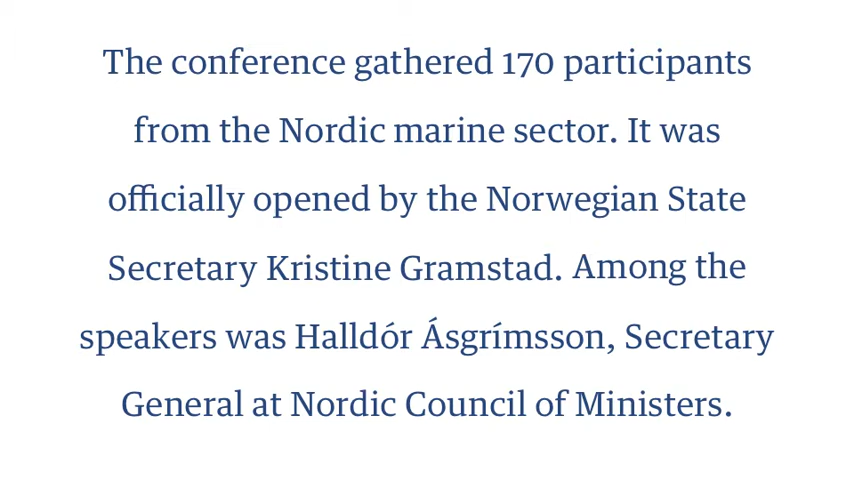 The conference gathered 170 participants
from the Nordic marine sector. It was
officially opened by the Norwegian State
Secretary Kristine Gramstad. Among the
speakers was Halldór Ásgrímsson, Secretary
General at Nordic Council of Ministers.